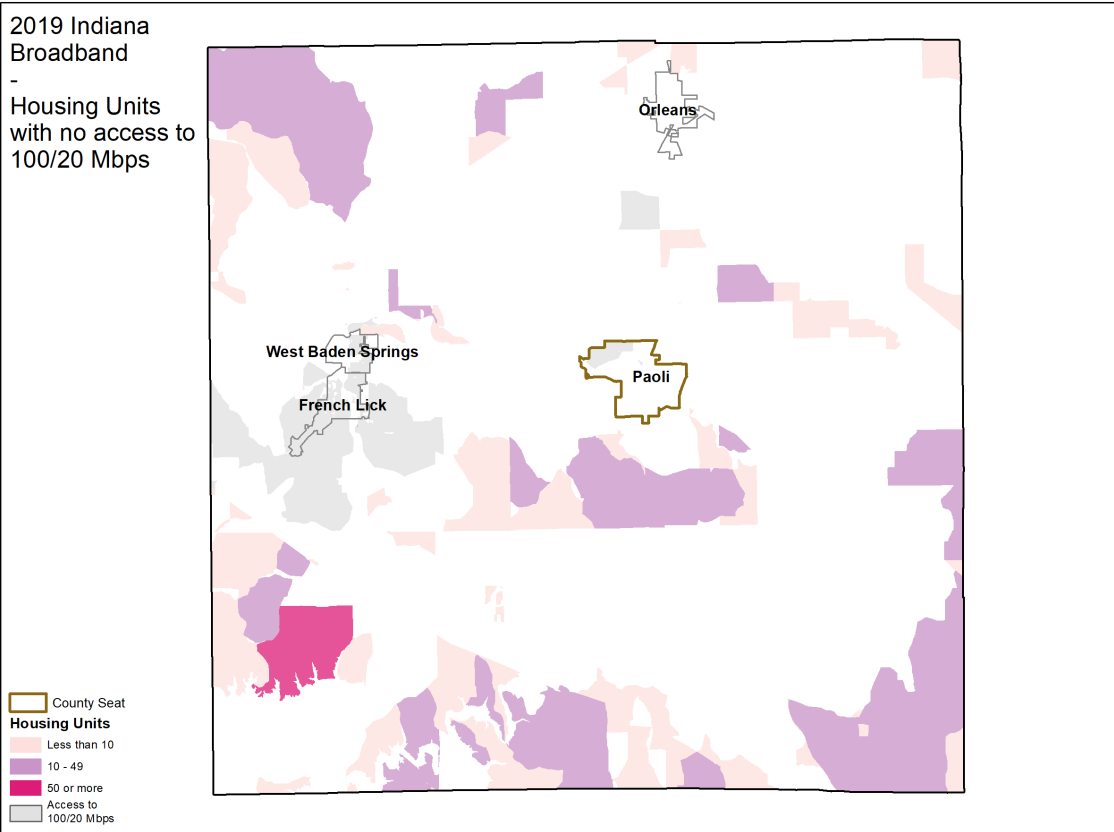 2019 Indiana
Broadband
-
Housing Units
with no access to
100/20 Mbps
Orleans
West Baden Springs
Paoli
French Lick
County Seat
Housing Units
Less than 10
10 - 49
50 or more
Access to
100/20 Mbps